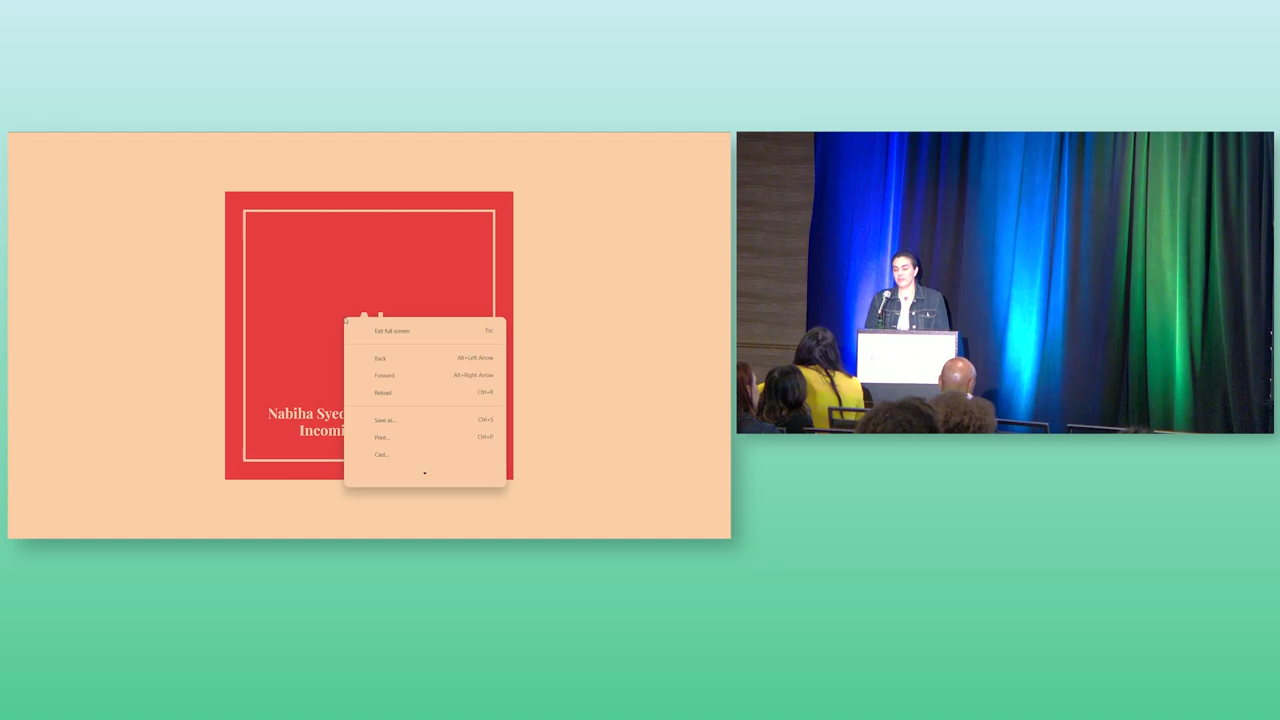 Exit full screen Esc
Back Alt+Left Arrow
Forward Alt+Right Arrow
Reload Ctrl+R
Save as... Ctrl+S
Print... Ctrl+P
Cast...
Nabiha Syed
Incomi